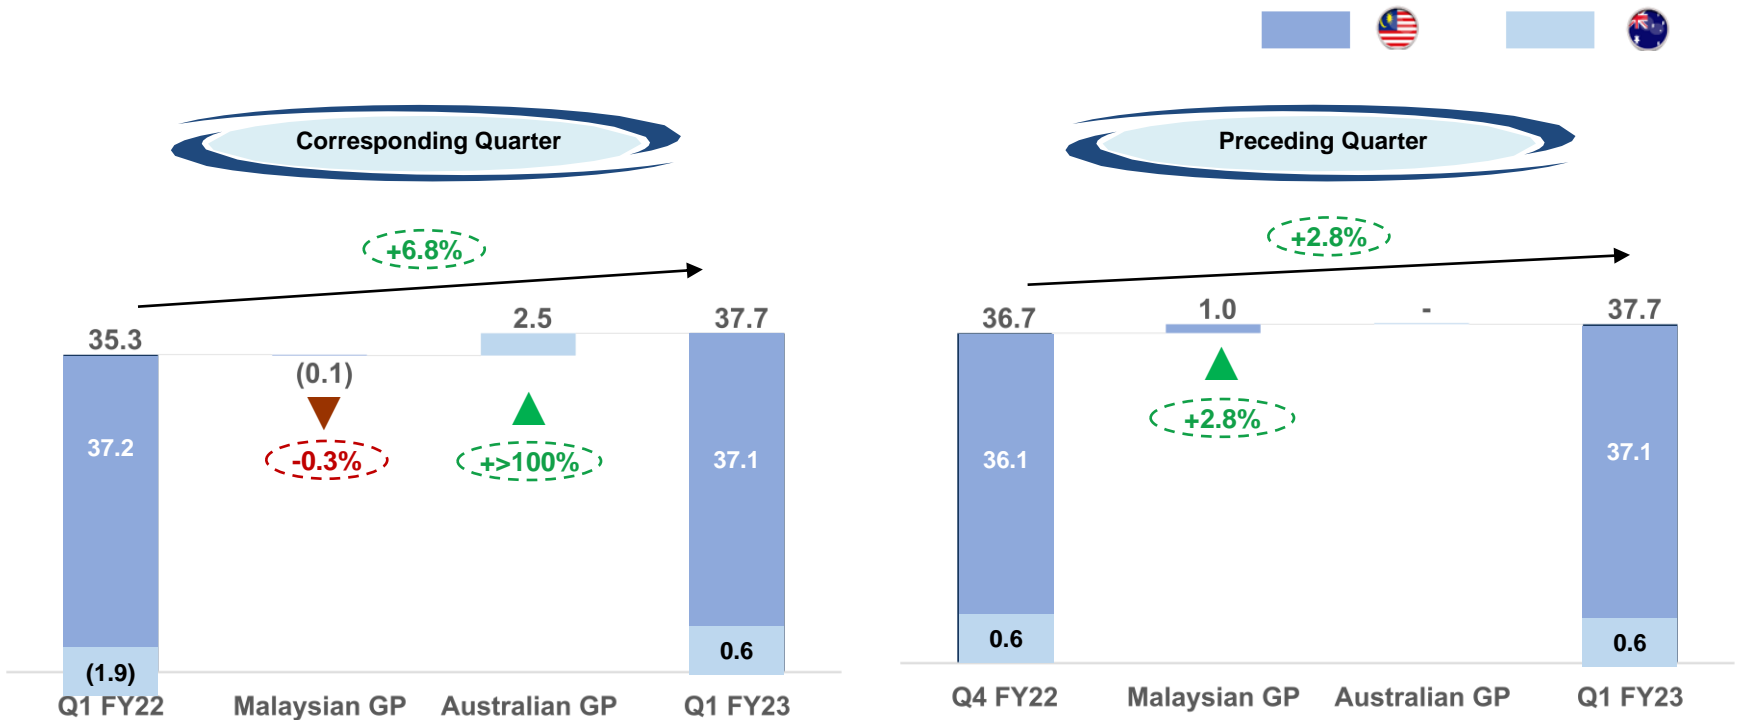 Corresponding Quarter
+6.8%
35.3
(0.1)
2.5
37.7
37.2
-0.3%
+>100%
37.1
(1.9)
0.6
Q1 FY22
Malaysian GP
Australian GP
Q1 FY23
Preceding Quarter
+2.8%
36.7
1.0
-
37.7
+2.8%
36.1
37.1
0.6
0.6
Q4 FY22
Malaysian GP
Australian GP
Q1 FY23